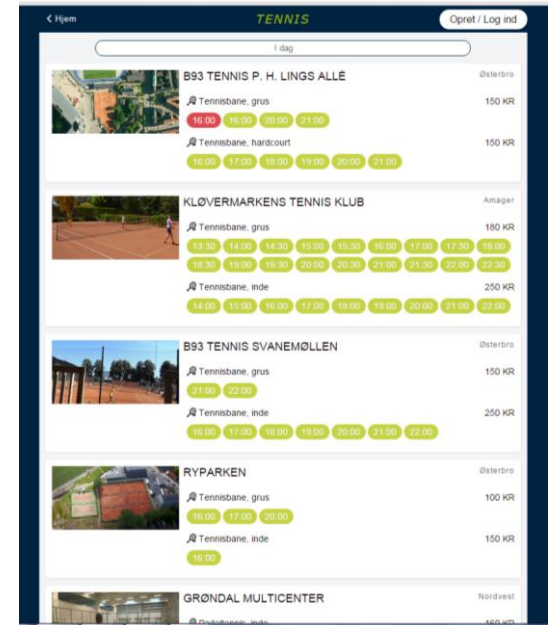 Hjem
TENNIS
Opret / Log ind
I dag
B93 TENNIS P. H. LINGS ALLÉ
Østerbro
Tennisbane, grus
150 KR
16:00 16:00 20:00 21:00
Tennisbane, hardcourt
150 KR
16:00 17:00 18:00 19:00 20:00 21:00
KLØVERMARKENS TENNIS KLUB
Amager
Tennisbane, grus
180 KR
13:30 14:00 14:30 15:00 15:30 16:00 17:00 17:30 18:00
18:30 19:00 19:30 20:00 20:30 21:00 21:30 22:00 22:30
Tennisbane, inde
250 KR
14:00 15:00 16:00 17:00 18:00 19:00 20:00 21:00 22:00
B93 TENNIS SVANEMØLLEN
Østerbro
Tennisbane, grus
150 KR
21:00 22:00
Tennisbane, inde
250 KR
16:00 17:00 18:00 19:00 20:00 21:00 22:00
RYPARKEN
Østerbro
Tennisbane, grus
100 KR
16:00 17:00 20:00
Tennisbane, inde
150 KR
16:00
GRØNDAL MULTICENTER
Nordvest
Padeltennis, inde
160 KR